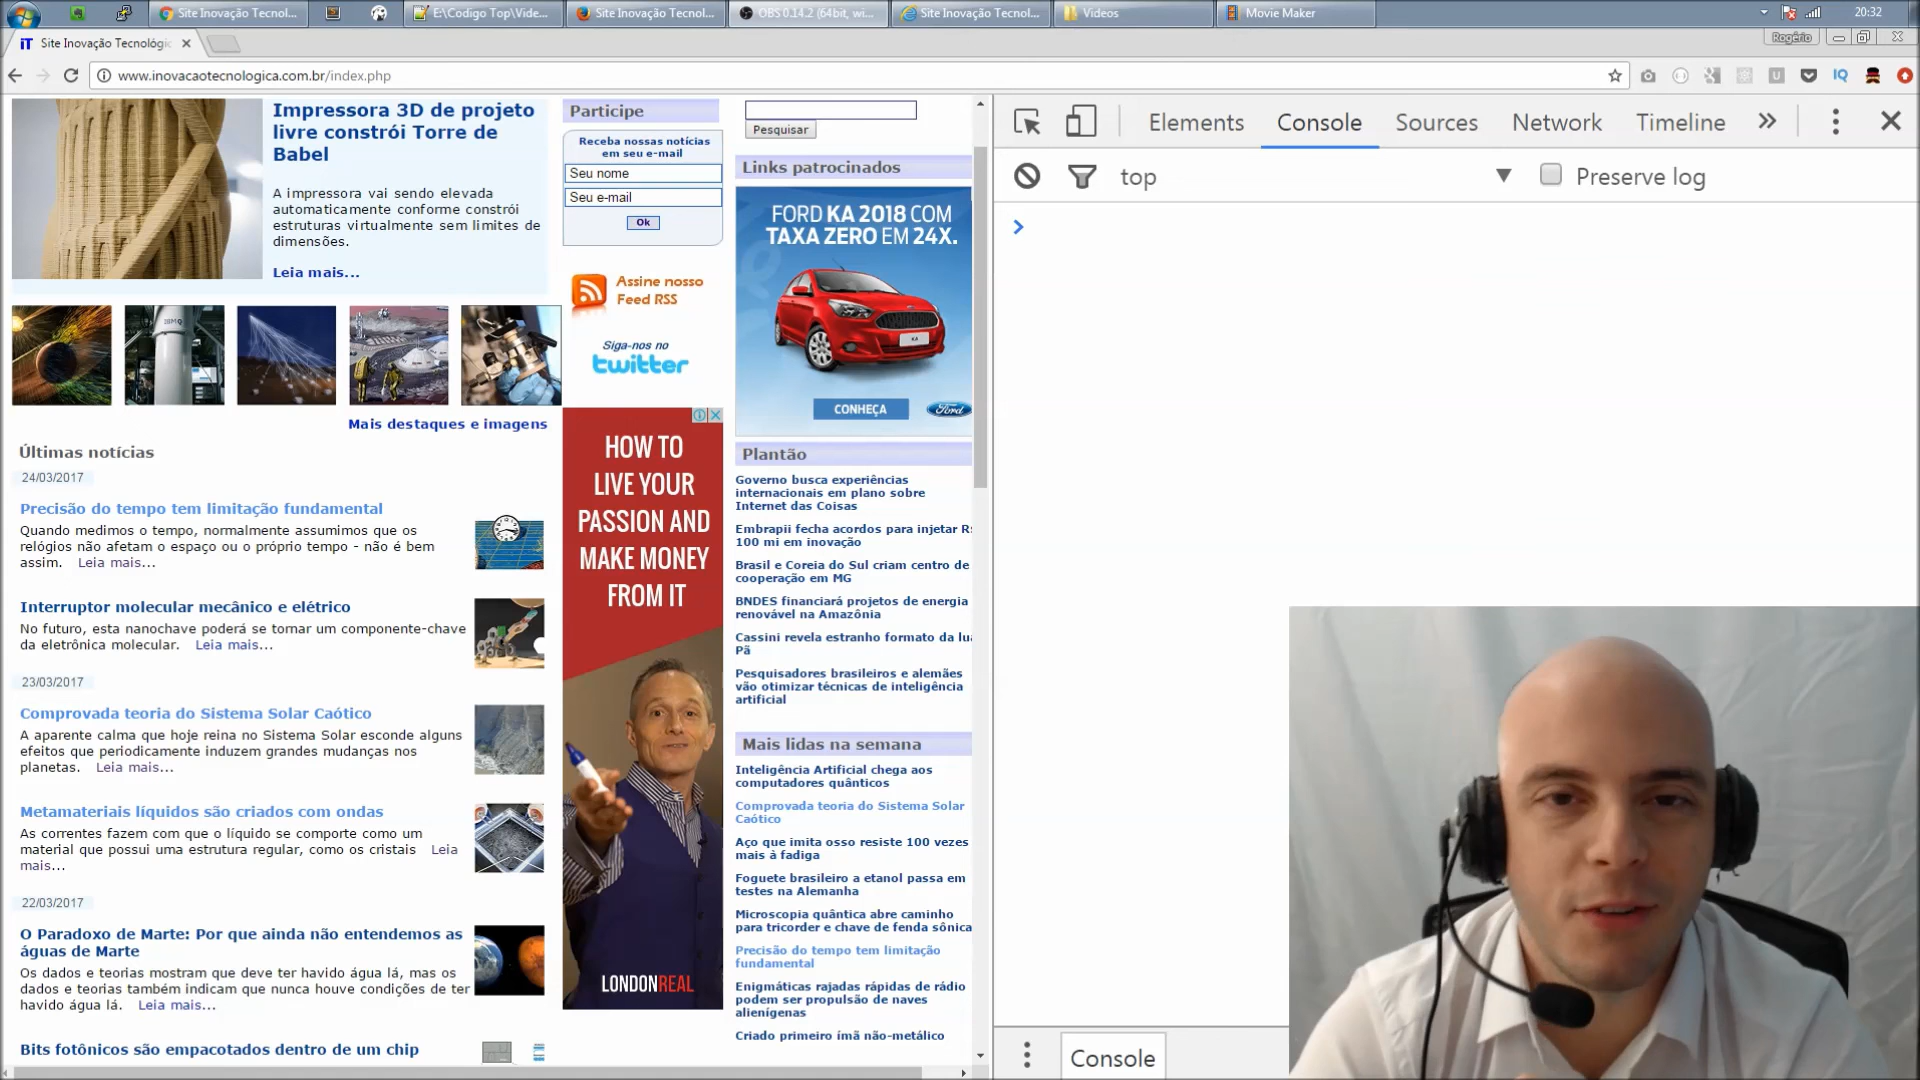 Site Inovação Tecnol...
E:\Codigo Top\Vide...
Site Inovação Tecnol...
OBS 0.14.2 (64bit, wi...
Site Inovação Tecnol...
Videos
Movie Maker
20:32
iT Site Inovação Tecnológic
Rogério
www.inovacaotecnologica.com.br/index.php
U
IQ
Impressora 3D de projeto
livre constrói Torre de
Babel
A impressora vai sendo elevada
automaticamente conforme constrói
estruturas virtualmente sem limites de
dimensões.
Leia mais...
IBM Q
Mais destaques e imagens
Últimas notícias
24/03/2017
Precisão do tempo tem limitação fundamental
Quando medimos o tempo, normalmente assumimos que os
relógios não afetam o espaço ou o próprio tempo - não é bem
assim. Leia mais...
Interruptor molecular mecânico e elétrico
No futuro, esta nanochave poderá se tornar um componente-chave
da eletrônica molecular. Leia mais...
23/03/2017
Comprovada teoria do Sistema Solar Caótico
A aparente calma que hoje reina no Sistema Solar esconde alguns
efeitos que periodicamente induzem grandes mudanças nos
planetas. Leia mais...
Metamateriais líquidos são criados com ondas
As correntes fazem com que o líquido se comporte como um
material que possui uma estrutura regular, como os cristais Leia
mais...
22/03/2017
O Paradoxo de Marte: Por que ainda não entendemos as
águas de Marte
Os dados e teorias mostram que deve ter havido água lá, mas os
dados e teorias também indicam que nunca houve condições de ter
havido água lá. Leia mais...
Bits fotônicos são empacotados dentro de um chip
Participe
Receba nossas notícias
em seu e-mail
Seu nome
Seu e-mail
Ok
Assine nosso
Feed RSS
Siga-nos no
twitter
HOW TO
LIVE YOUR
PASSION AND
MAKE MONEY
FROM IT
LONDONREAL
Pesquisar
Links patrocinados
FORD KA 2018 COM
TAXA ZERO EM 24X.
KA
CONHEÇA
Ford
Plantão
Governo busca experiências
internacionais em plano sobre
Internet das Coisas
Embrapii fecha acordos para injetar R$
100 mi em inovação
Brasil e Coreia do Sul criam centro de
cooperação em MG
BNDES financiará projetos de energia
renovável na Amazônia
Cassini revela estranho formato da lua
Pã
Pesquisadores brasileiros e alemães
vão otimizar técnicas de inteligência
artificial
Mais lidas na semana
Inteligência Artificial chega aos
computadores quânticos
Comprovada teoria do Sistema Solar
Caótico
Aço que imita osso resiste 100 vezes
mais à fadiga
Foguete brasileiro a etanol passa em
testes na Alemanha
Microscopia quântica abre caminho
para tricorder e chave de fenda sônica
Precisão do tempo tem limitação
fundamental
Enigmáticas rajadas rápidas de rádio
podem ser propulsão de naves
alienígenas
Criado primeiro ímã não-metálico
Elements
Console
Sources
Network
Timeline
top
Preserve log
Console